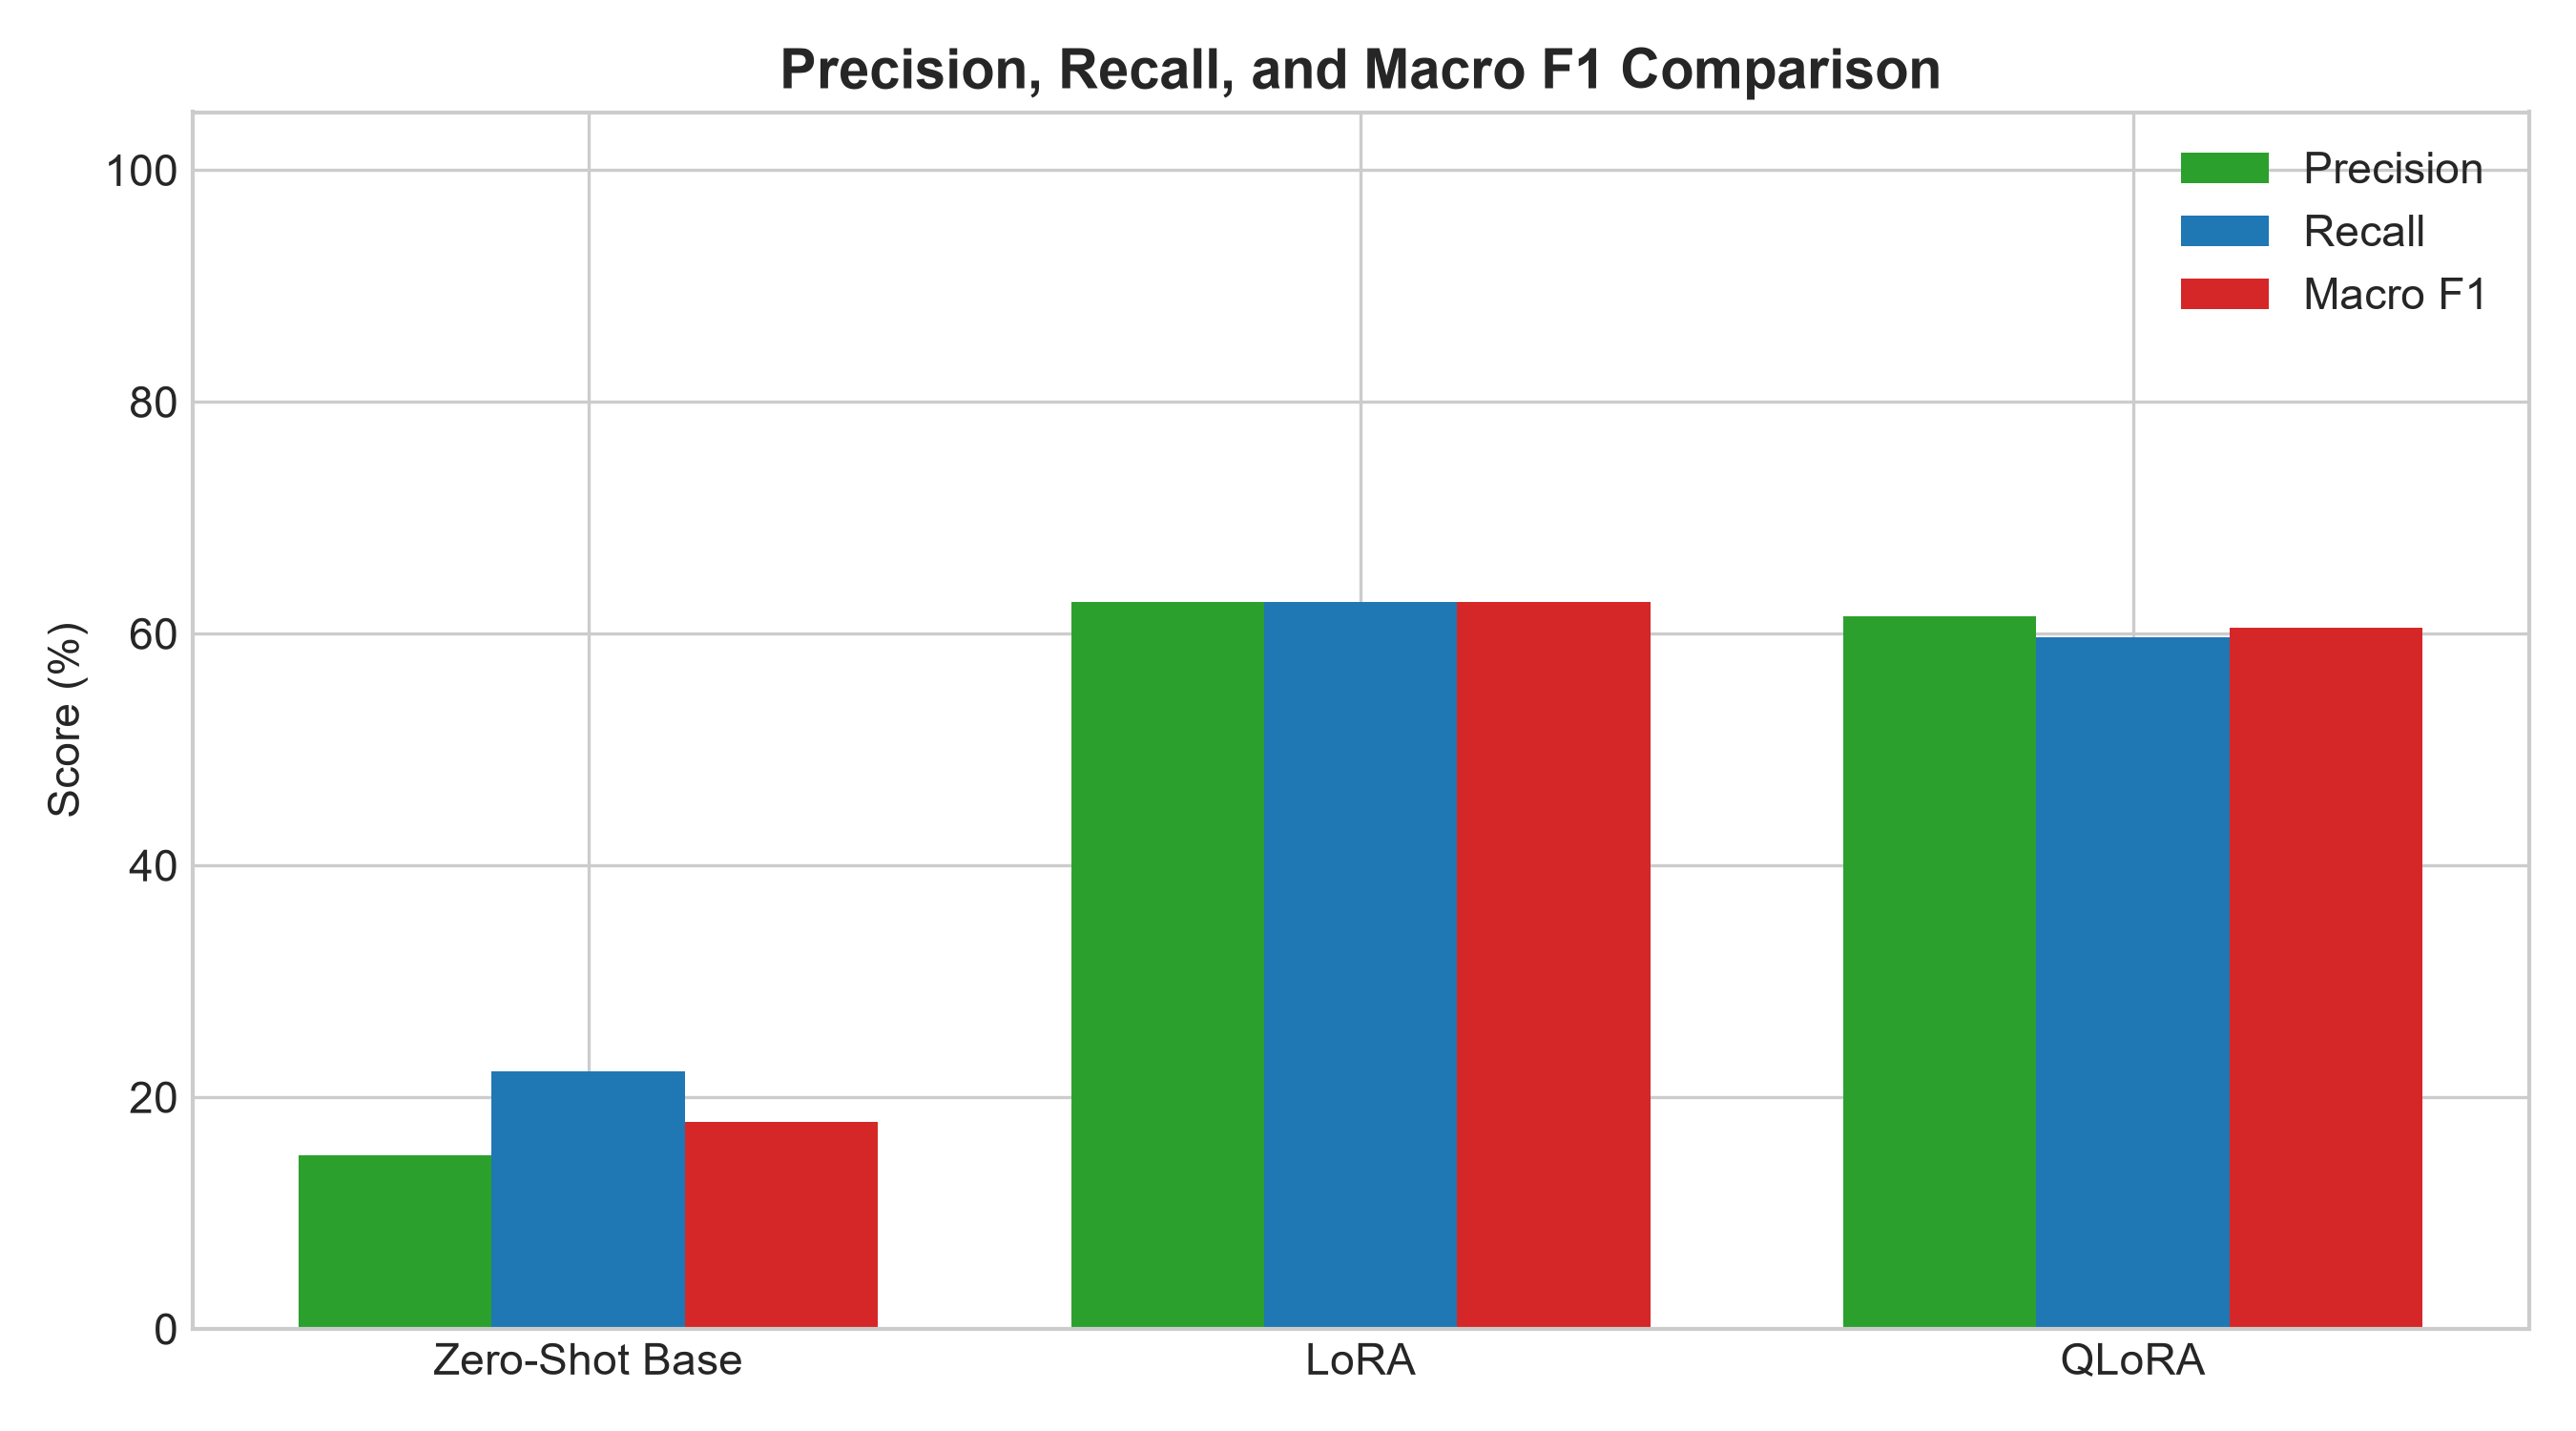 Precision, Recall, and Macro F1 Comparison
100
80
60
40
20
0
Score (%)
Precision
Recall
Macro F1
Zero-Shot Base
LoRA
QLoRA